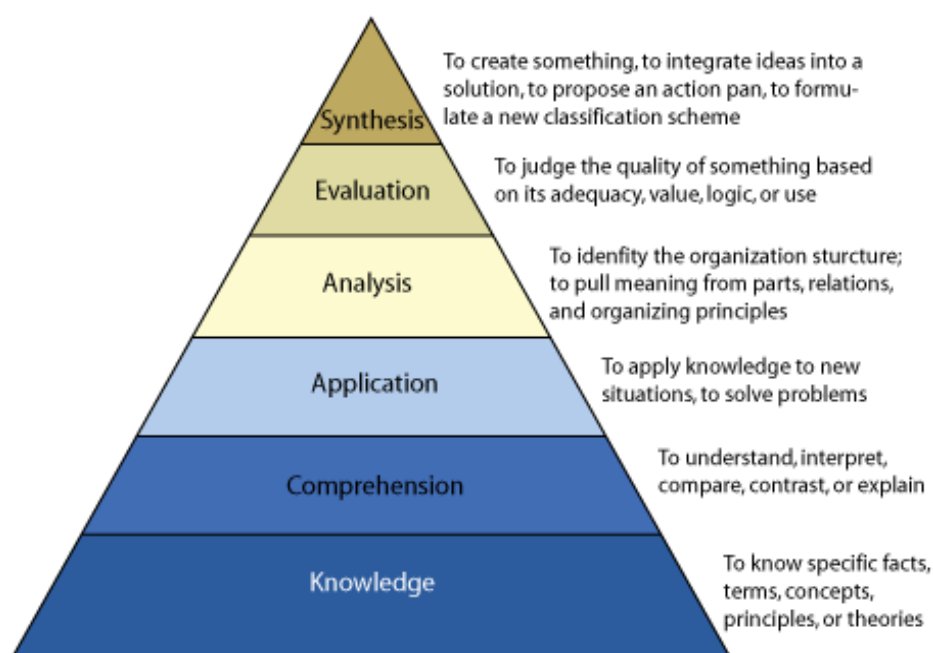 To create something, to integrate ideas into a
solution, to propose an action pan, to formu-
late a new classification scheme
Synthesis
To judge the quality of something based
on its adequacy, value, logic, or use
Evaluation
To idenfity the organization sturcture;
to pull meaning from parts, relations,
and organizing principles
Analysis
To apply knowledge to new
situations, to solve problems
Application
To understand, interpret,
compare, contrast, or explain
Comprehension
To know specific facts,
terms, concepts,
principles, or theories
Knowledge